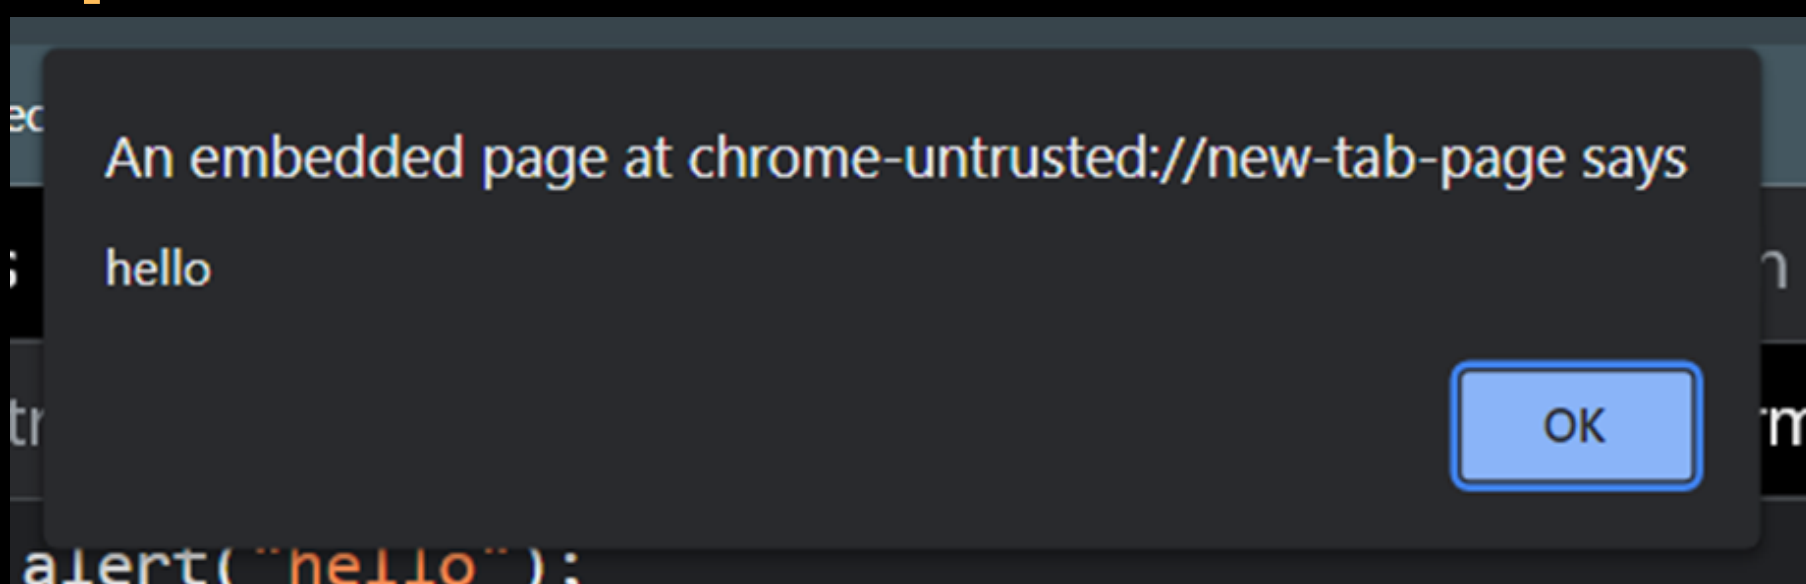 An embedded page at chrome-untrusted://new-tab-page says
hello
OK
alert("hello");